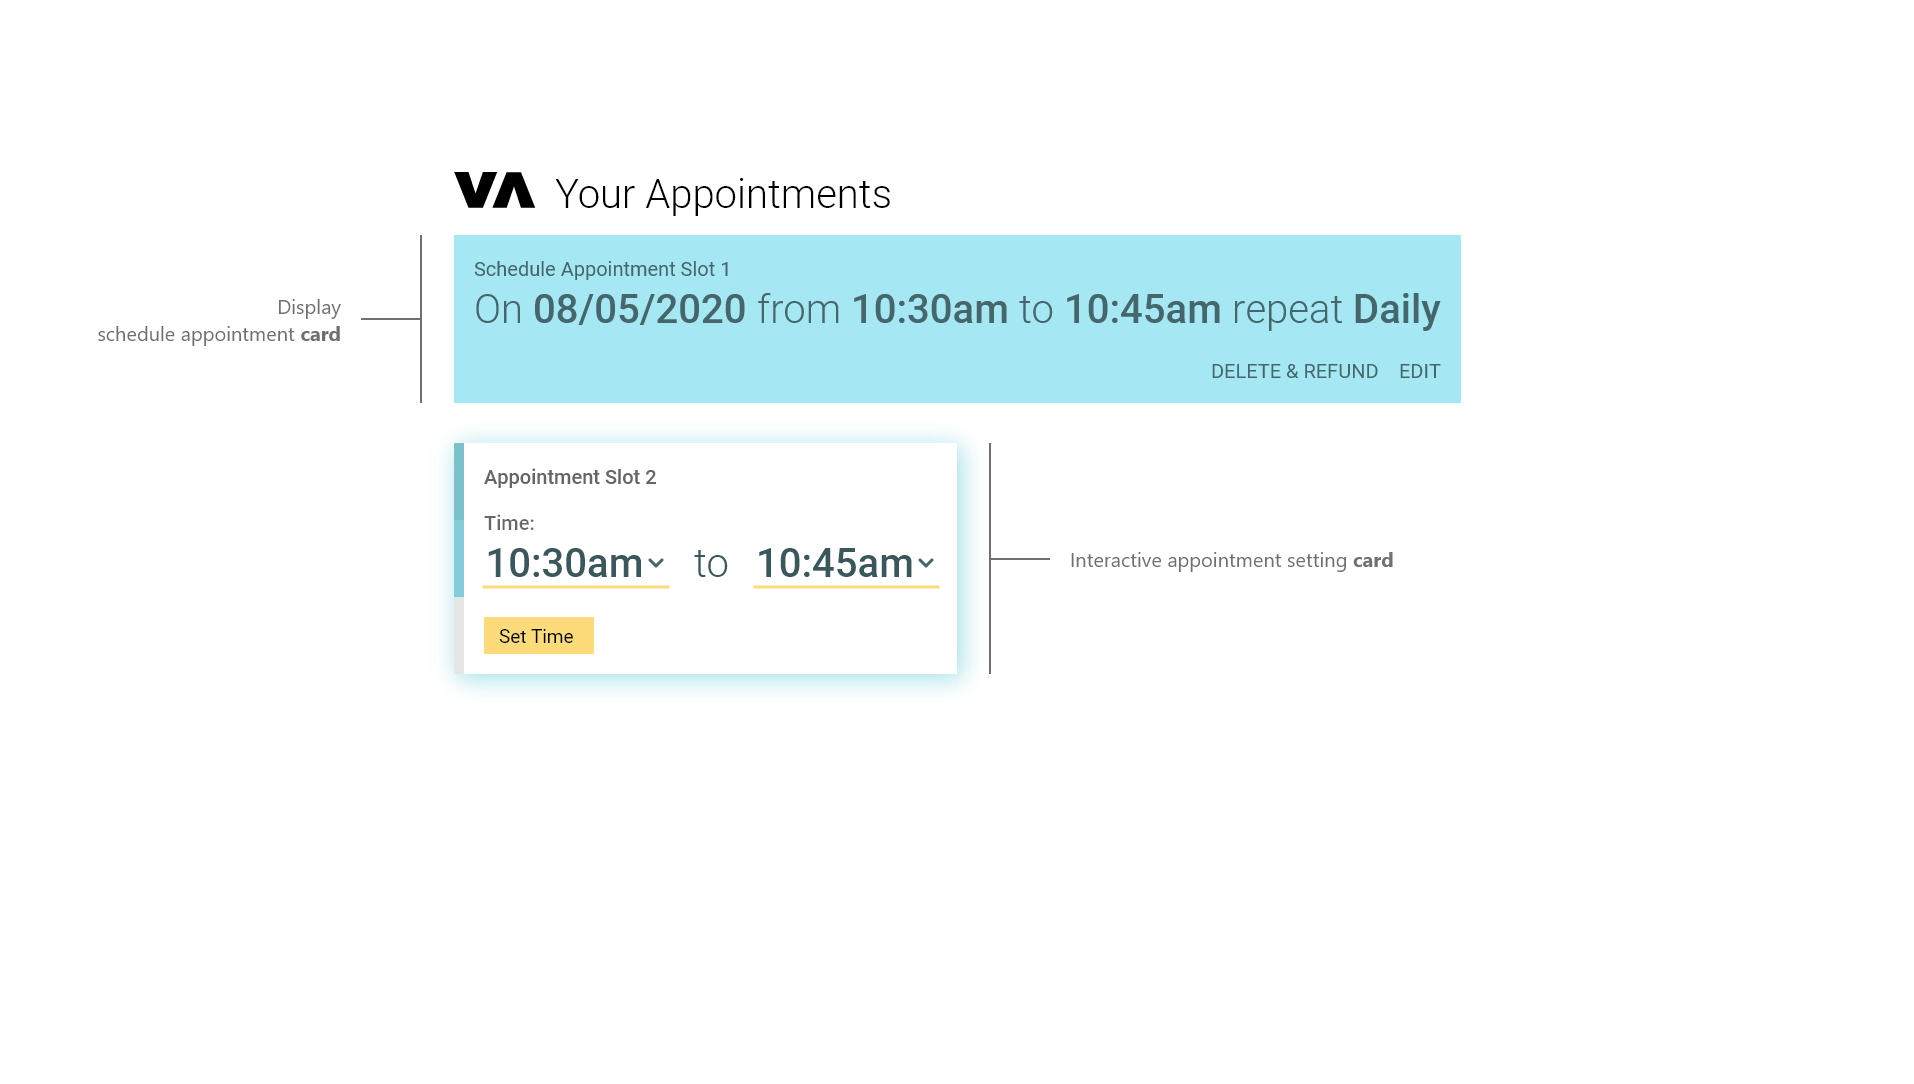 VA Your Appointments
Display
schedule appointment card
Schedule Appointment Slot 1
On 08/05/2020 from 10:30am to 10:45am repeat Daily
DELETE & REFUND EDIT
Appointment Slot 2
Time:
10:30am to 10:45am
Set Time
Interactive appointment setting card